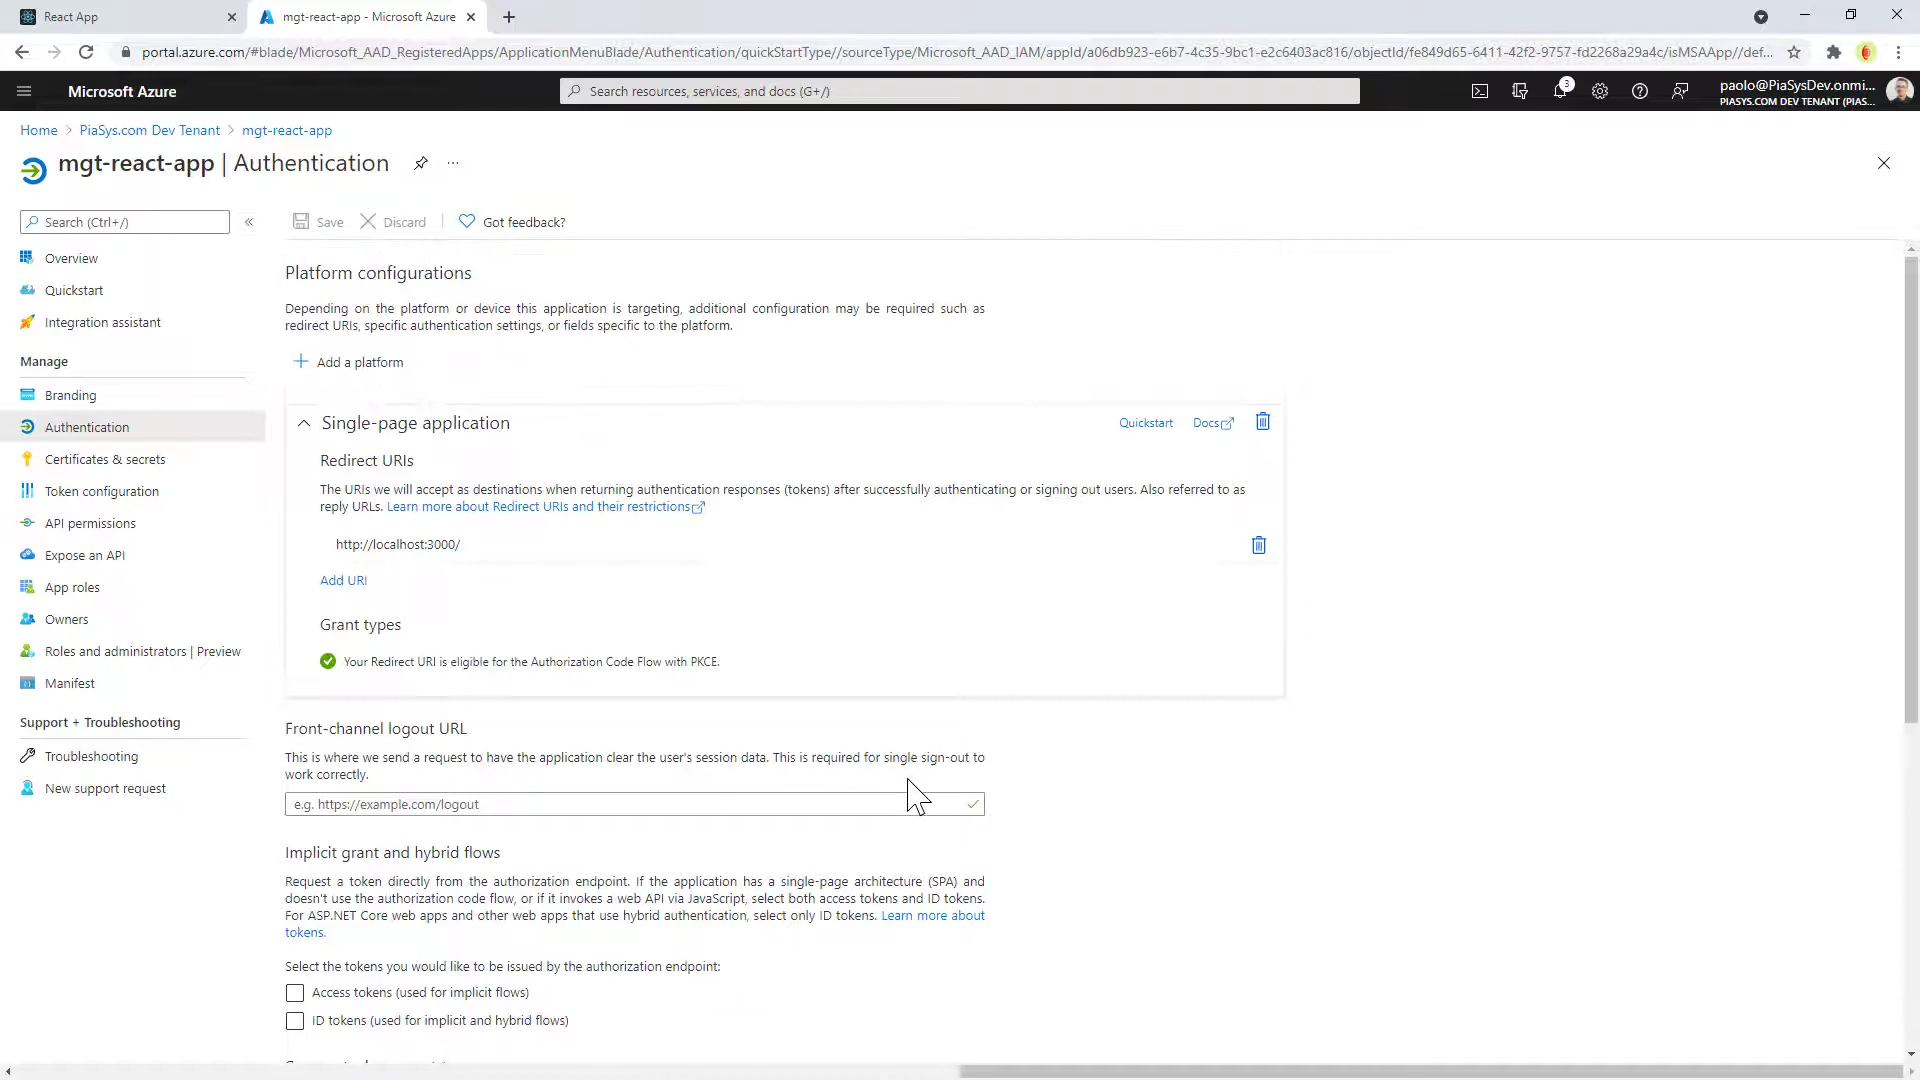 React App
mgt-react-app - Microsoft Azure
portal.azure.com/#blade/Microsoft_AAD_RegisteredApps/ApplicationMenuBlade/Authentication/quickStartType//sourceType/Microsoft_AAD_IAM/appId/a06db923-e6b7-4c35-9bc1-e2c6403ac816/objectId/fe849d65-6411-42f2-9757-fd2268a29a4c/isMSAApp//def...
Microsoft Azure
Search resources, services, and docs (G+/)
3
paolo@PiaSysDev.onmi...
PIASYS.COM DEV TENANT (PIAS...
Home > PiaSys.com Dev Tenant > mgt-react-app
mgt-react-app | Authentication
Search (Ctrl+/)
«
Save
Discard
Got feedback?
Overview
Quickstart
Integration assistant
Manage
Branding
Authentication
Certificates & secrets
Token configuration
API permissions
Expose an API
App roles
Owners
Roles and administrators | Preview
Manifest
Support + Troubleshooting
Troubleshooting
New support request
Platform configurations
Depending on the platform or device this application is targeting, additional configuration may be required such as
redirect URIs, specific authentication settings, or fields specific to the platform.
Add a platform
Single-page application
Quickstart
Docs
Redirect URIs
The URIs we will accept as destinations when returning authentication responses (tokens) after successfully authenticating or signing out users. Also referred to as
reply URLs. Learn more about Redirect URIs and their restrictions
http://localhost:3000/
Add URI
Grant types
Your Redirect URI is eligible for the Authorization Code Flow with PKCE.
Front-channel logout URL
This is where we send a request to have the application clear the user's session data. This is required for single sign-out to
work correctly.
e.g. https://example.com/logout
Implicit grant and hybrid flows
Request a token directly from the authorization endpoint. If the application has a single-page architecture (SPA) and
doesn't use the authorization code flow, or if it invokes a web API via JavaScript, select both access tokens and ID tokens.
For ASP.NET Core web apps and other web apps that use hybrid authentication, select only ID tokens. Learn more about
tokens.
Select the tokens you would like to be issued by the authorization endpoint:
Access tokens (used for implicit flows)
ID tokens (used for implicit and hybrid flows)